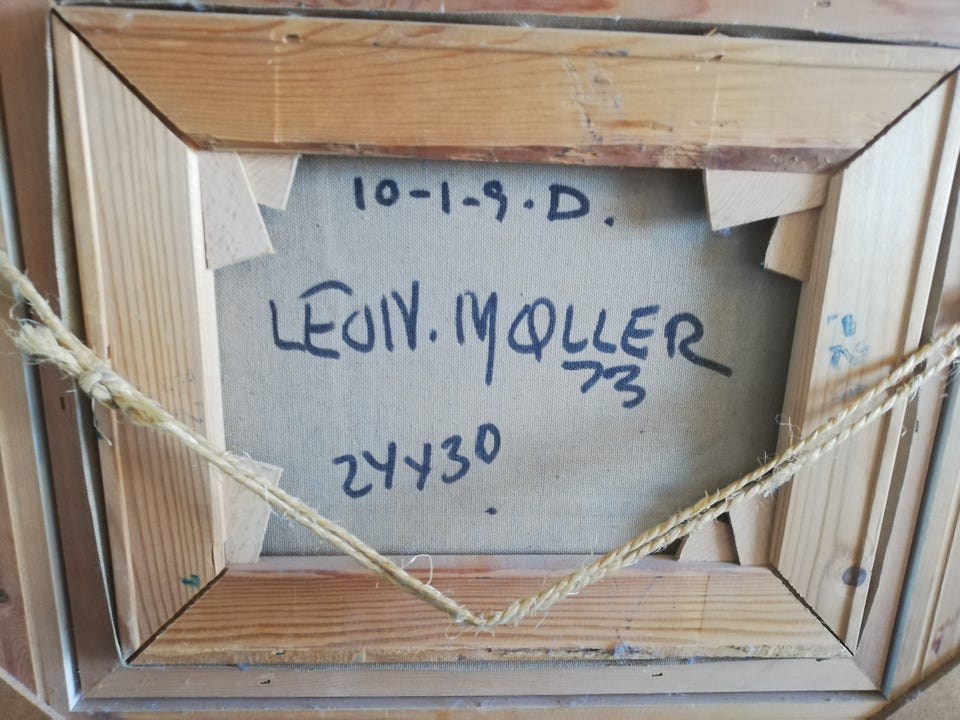 10-1-9.D.
LEON. MØLLER
73
24x30